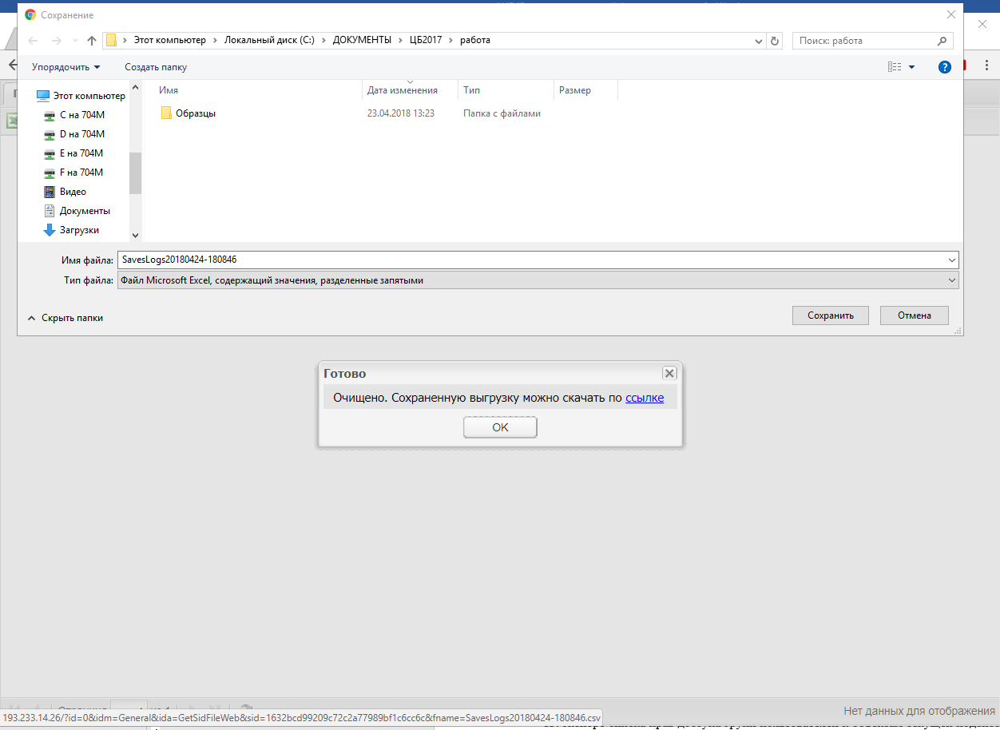 Сохранение
Этот компьютер › Локальный диск (C:) › ДОКУМЕНТЫ › ЦБ2017 › работа
Поиск: работа
Упорядочить
Создать папку
Имя
Дата изменения
Тип
Размер
Этот компьютер
C на 704M
D на 704M
E на 704M
F на 704M
Видео
Документы
Загрузки
Образцы
23.04.2018 13:23
Папка с файлами
Имя файла: SavesLogs20180424-180846
Тип файла: Файл Microsoft Excel, содержащий значения, разделенные запятыми
Скрыть папки
Сохранить
Отмена
Готово
Очищено. Сохраненную выгрузку можно скачать по ссылке
OK
Нет данных для отображения
193.233.14.26/?id=0&idm=General&ida=GetSidFileWeb&sid=1632bcd99209c72c2a77989bf1c6cc6c&fname=SavesLogs20180424-180846.csv